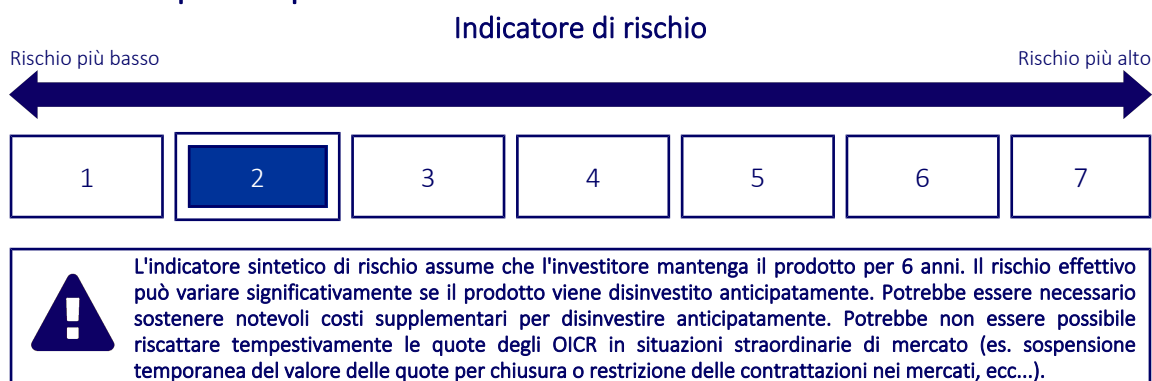 Indicatore di rischio
Rischio più basso
Rischio più alto
1
2
3
4
5
6
7
L'indicatore sintetico di rischio assume che l'investitore mantenga il prodotto per 6 anni. Il rischio effettivo
può variare significativamente se il prodotto viene disinvestito anticipatamente. Potrebbe essere necessario
sostenere notevoli costi supplementari per disinvestire anticipatamente. Potrebbe non essere possibile
riscattare tempestivamente le quote degli OICR in situazioni straordinarie di mercato (es. sospensione
temporanea del valore delle quote per chiusura o restrizione delle contrattazioni nei mercati, ecc...).